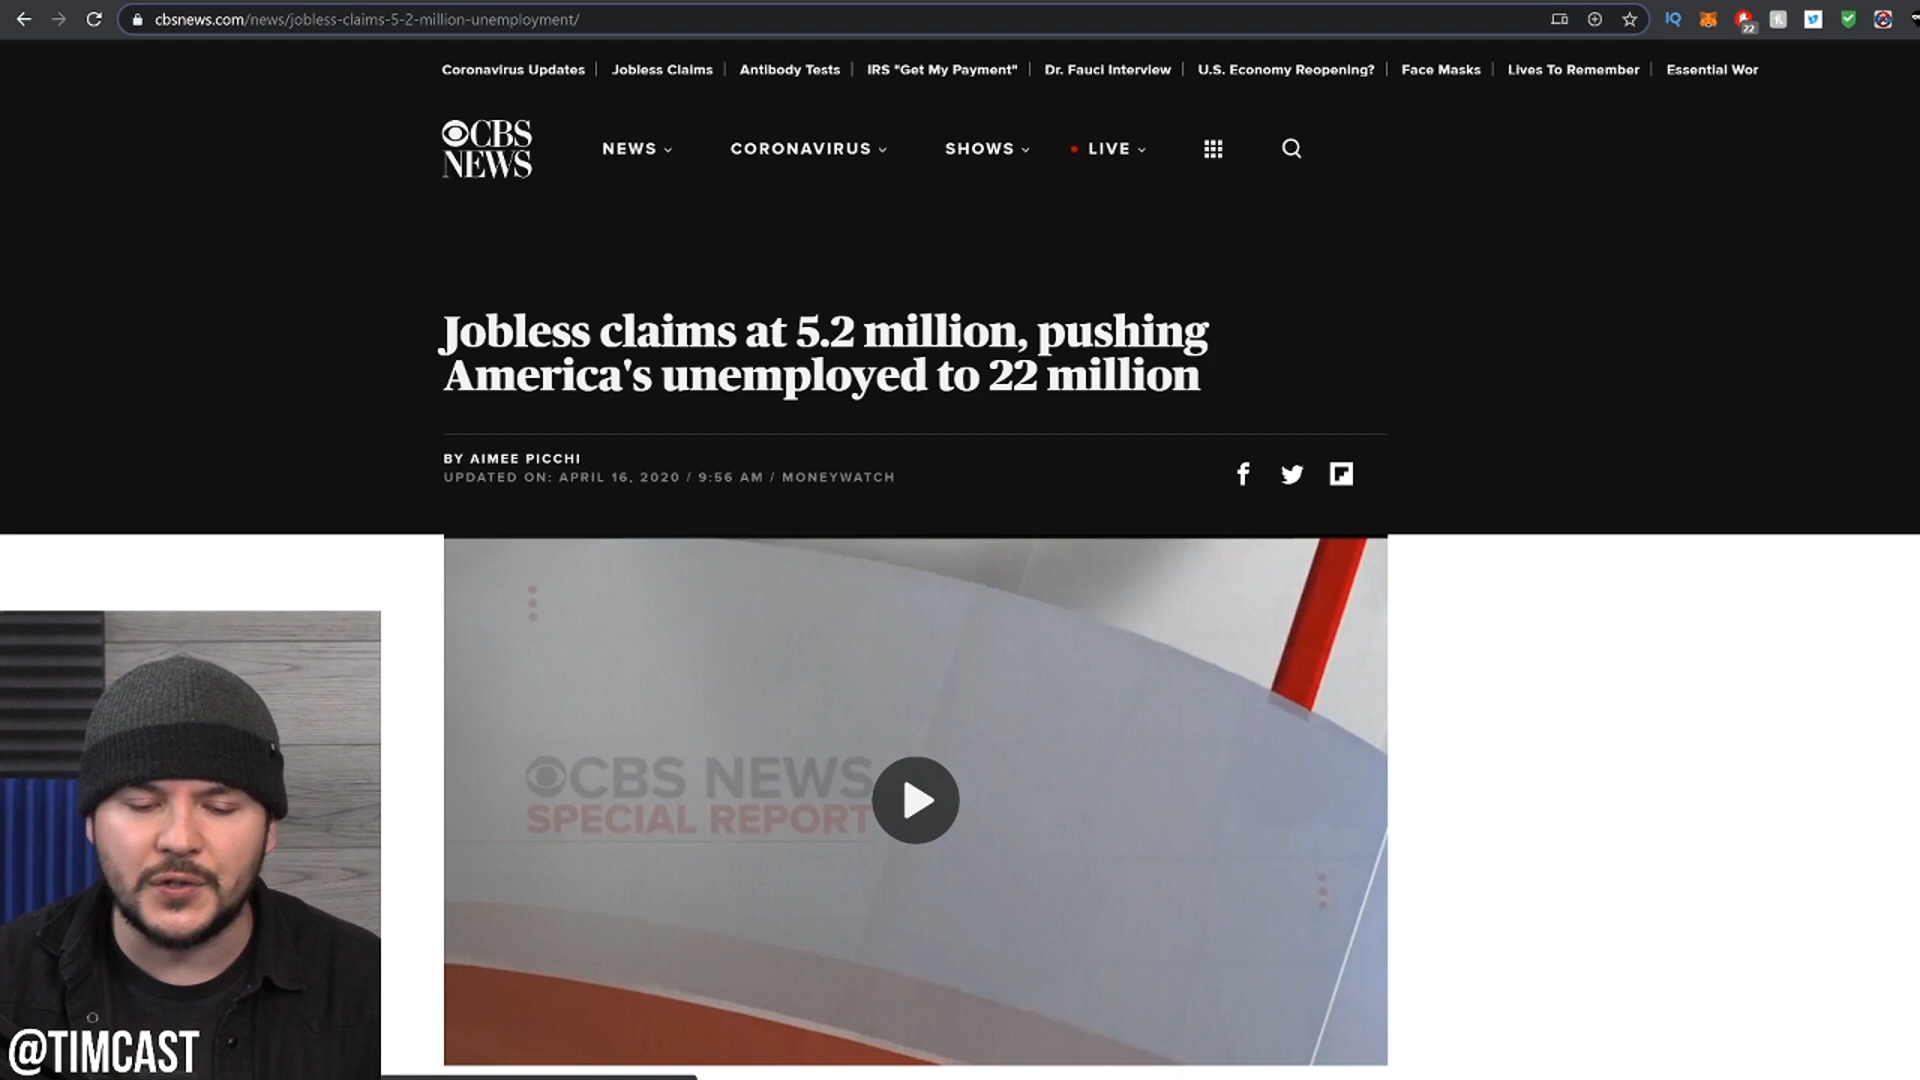 cbsnews.com/news/jobless-claims-5-2-million-unemployment/
IQ
22
Coronavirus Updates | Jobless Claims | Antibody Tests | IRS "Get My Payment" | Dr. Fauci Interview | U.S. Economy Reopening? | Face Masks | Lives To Remember | Essential Wor
CBS NEWS
NEWS CORONAVIRUS SHOWS LIVE
Jobless claims at 5.2 million, pushing
America's unemployed to 22 million
BY AIMEE PICCHI
UPDATED ON: APRIL 16, 2020 / 9:56 AM / MONEYWATCH
CBS NEWS
SPECIAL REPORT
@TIMCAST